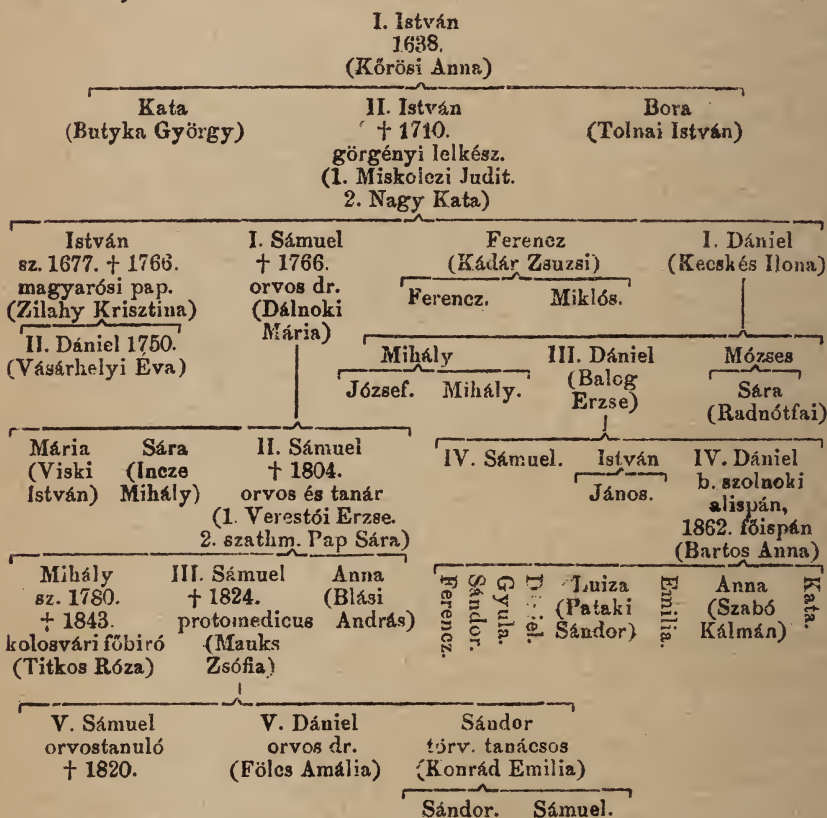 I. István
1638.
(Kőrösi Anna)
Kata II. István Bora
(Butyka György) † 1710. (Tolnai István)
görgényi lelkész.
(1. Miskolczi Judit.
2. Nagy Kata)
István I. Sámuel Ferencz I. Dániel
sz. 1677. † 1766. † 1766. (Kádár Zsuzsi) (Kecskés Ilona)
magyarósi pap. orvos dr. Ferencz. Miklós.
(Zilahy Krisztina) (Dálnoki
II. Dániel 1750. Mária)
(Vásárhelyi Éva)
Mihály III. Dániel Mózses
József. Mihály. (Balog Sára
Erzse) (Radnótfai)
Mária Sára II. Sámuel IV. Sámuel. István IV. Dániel
(Viski (Incze † 1804. János. b. szolnoki
István) Mihály) orvos és tanár alispán,
(1. Verestói Erzse. 1862. főispán
2. szathm. Pap Sára) (Bartos Anna)
Mihály III. Sámuel Anna
sz. 1780. † 1824. (Blási
† 1843. protomedicus András)
kolosvári főbiró (Mauks
(Titkos Róza) Zsófia)
Ferencz.
Sándor.
Gyula.
Luiza
(Pataki
Sándor)
Emilia.
Anna
(Szabó
Kálmán)
Kata.
V. Sámuel V. Dániel Sándor
orvostanuló orvos dr. törv. tanácsos
† 1820. (Fölcs Amália) (Konrád Emilia)
Sándor. Sámuel.